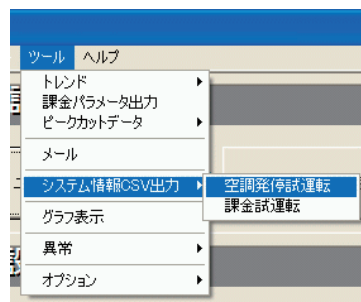 ツール ヘルプ
トレンド
課金パラメータ出力
ピークカットデータ
メール
システム情報CSV出力
空調発停試運転
課金試運転
グラフ表示
異常
オプション